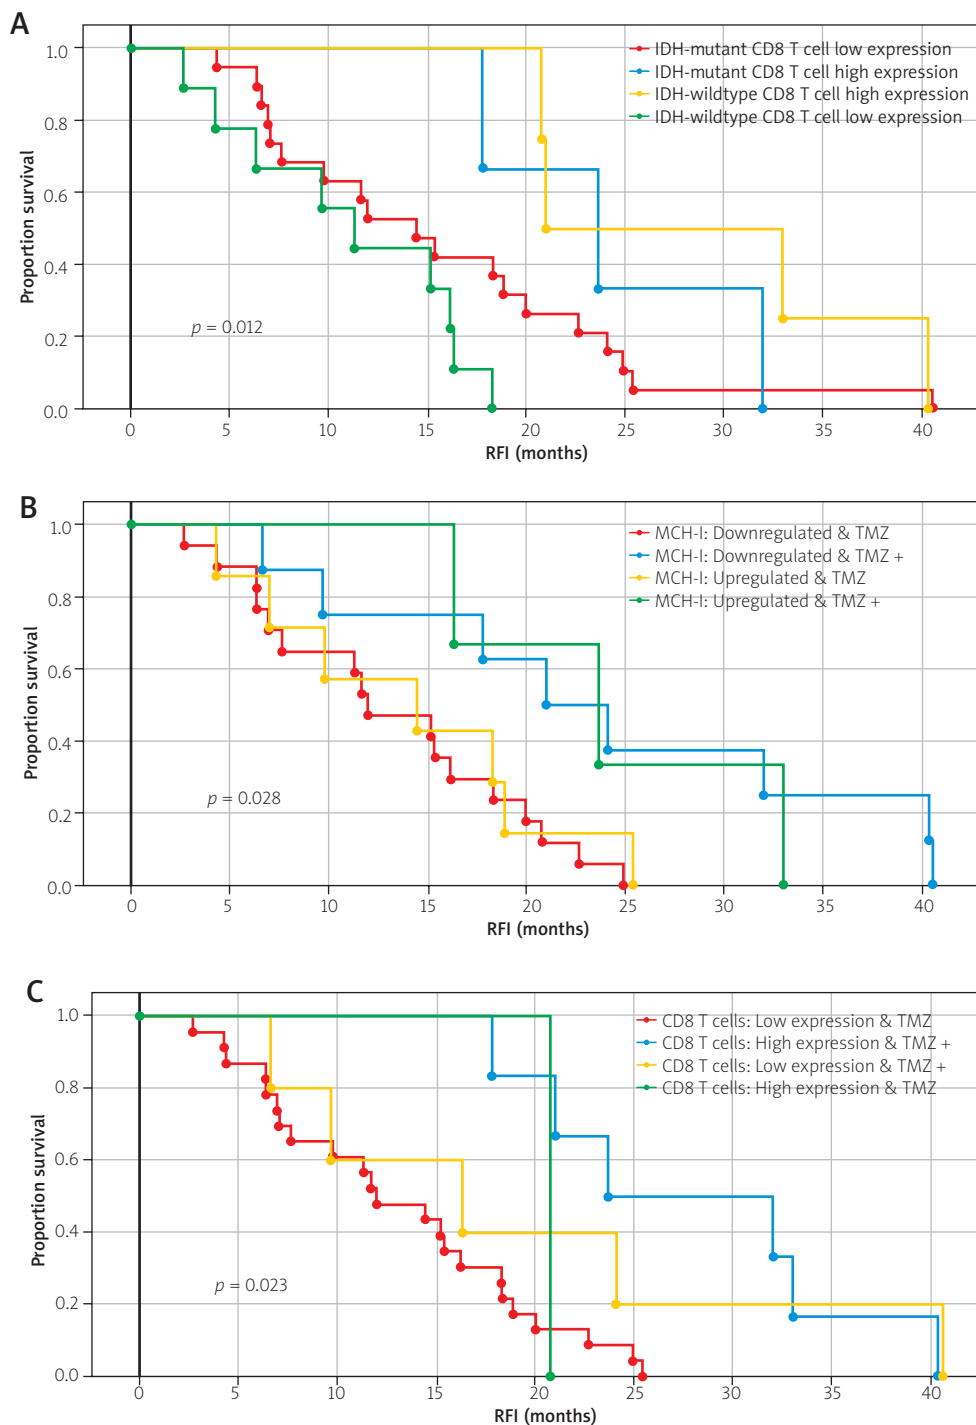 A
IDH-mutant CD8 T cell low expression
IDH-mutant CD8 T cell high expression
IDH-wildtype CD8 T cell high expression
IDH-wildtype CD8 T cell low expression
Proportion survival
1.0
0.8
0.6
0.4
0.2
0.0
p = 0.012
0 5 10 15 20 25 30 35 40
RFI (months)
B
MCH-I: Downregulated & TMZ
MCH-I: Downregulated & TMZ +
MCH-I: Upregulated & TMZ
MCH-I: Upregulated & TMZ +
Proportion survival
1.0
0.8
0.6
0.4
0.2
0.0
p = 0.028
0 5 10 15 20 25 30 35 40
RFI (months)
C
CD8 T cells: Low expression & TMZ
CD8 T cells: High expression & TMZ +
CD8 T cells: Low expression & TMZ +
CD8 T cells: High expression & TMZ
Proportion survival
1.0
0.8
0.6
0.4
0.2
0.0
p = 0.023
0 5 10 15 20 25 30 35 40
RFI (months)